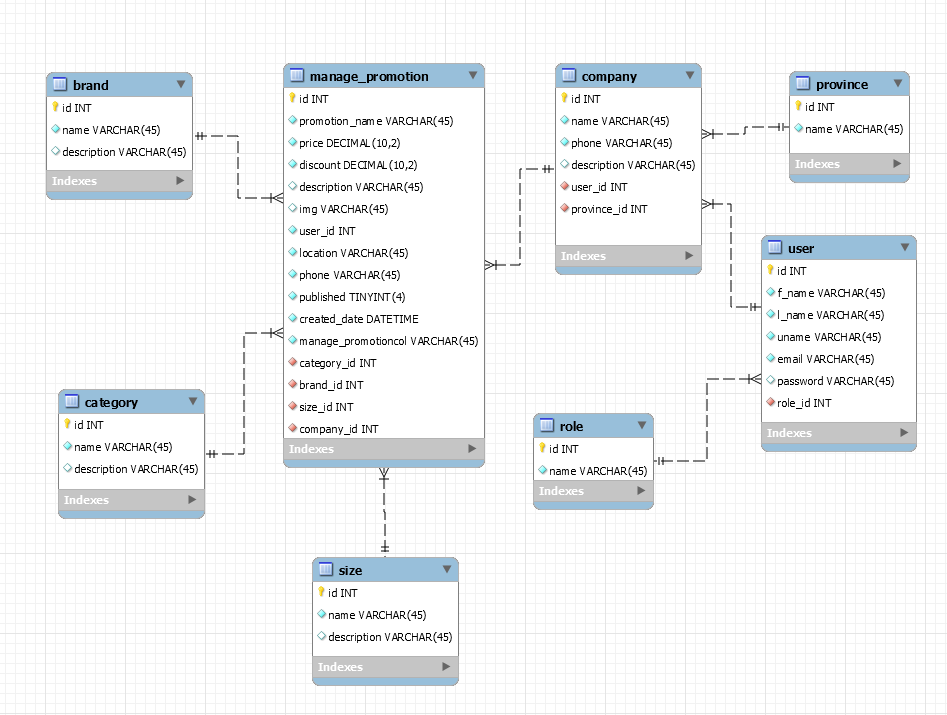 brand
id INT
name VARCHAR(45)
description VARCHAR(45)
Indexes
manage_promotion
id INT
promotion_name VARCHAR(45)
price DECIMAL(10,2)
discount DECIMAL(10,2)
description VARCHAR(45)
img VARCHAR(45)
user_id INT
location VARCHAR(45)
phone VARCHAR(45)
published TINYINT(4)
created_date DATETIME
manage_promotioncol VARCHAR(45)
category_id INT
brand_id INT
size_id INT
company_id INT
Indexes
company
id INT
name VARCHAR(45)
phone VARCHAR(45)
description VARCHAR(45)
user_id INT
province_id INT
Indexes
province
id INT
name VARCHAR(45)
Indexes
user
id INT
f_name VARCHAR(45)
l_name VARCHAR(45)
uname VARCHAR(45)
email VARCHAR(45)
password VARCHAR(45)
role_id INT
Indexes
category
id INT
name VARCHAR(45)
description VARCHAR(45)
Indexes
role
id INT
name VARCHAR(45)
Indexes
size
id INT
name VARCHAR(45)
description VARCHAR(45)
Indexes